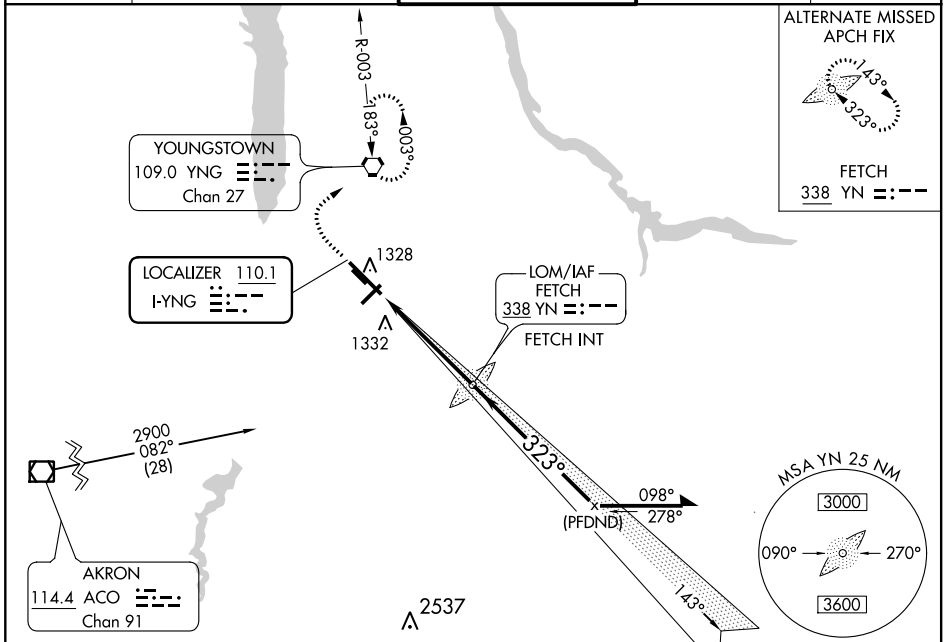 ALTERNATE MISSED
APCH FIX
143°
323°
FETCH
338 YN
R-003
183°
003°
YOUNGSTOWN
109.0 YNG
Chan 27
LOCALIZER 110.1
I-YNG
1328
1332
LOM/IAF
FETCH
338 YN
FETCH INT
2900
082°
(28)
323°
098°
278°
(PFDND)
143°
AKRON
114.4 ACO
Chan 91
2537
MSA YN 25 NM
3000
090°
270°
3600